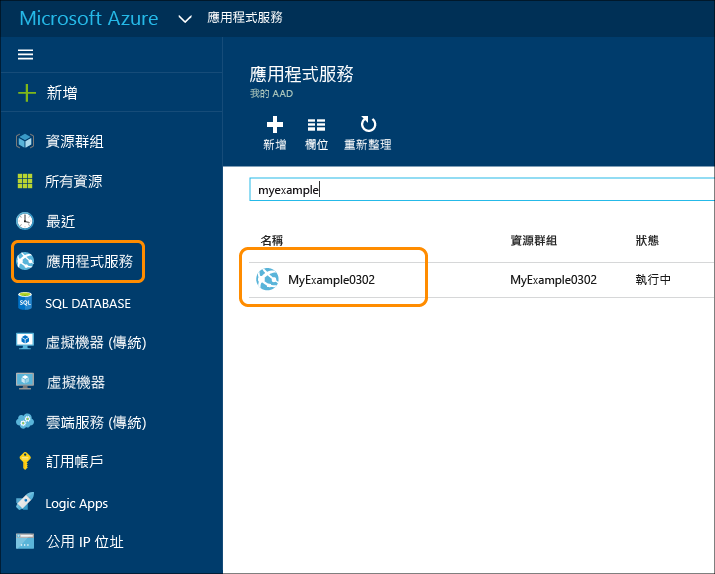 Microsoft Azure 應用程式服務
新增
資源群組
所有資源
最近
應用程式服務
SQL DATABASE
虛擬機器 (傳統)
虛擬機器
雲端服務 (傳統)
訂用帳戶
Logic Apps
公用 IP 位址
應用程式服務
我的 AAD
新增 欄位 重新整理
myexample
名稱 資源群組 狀態
MyExample0302 MyExample0302 執行中